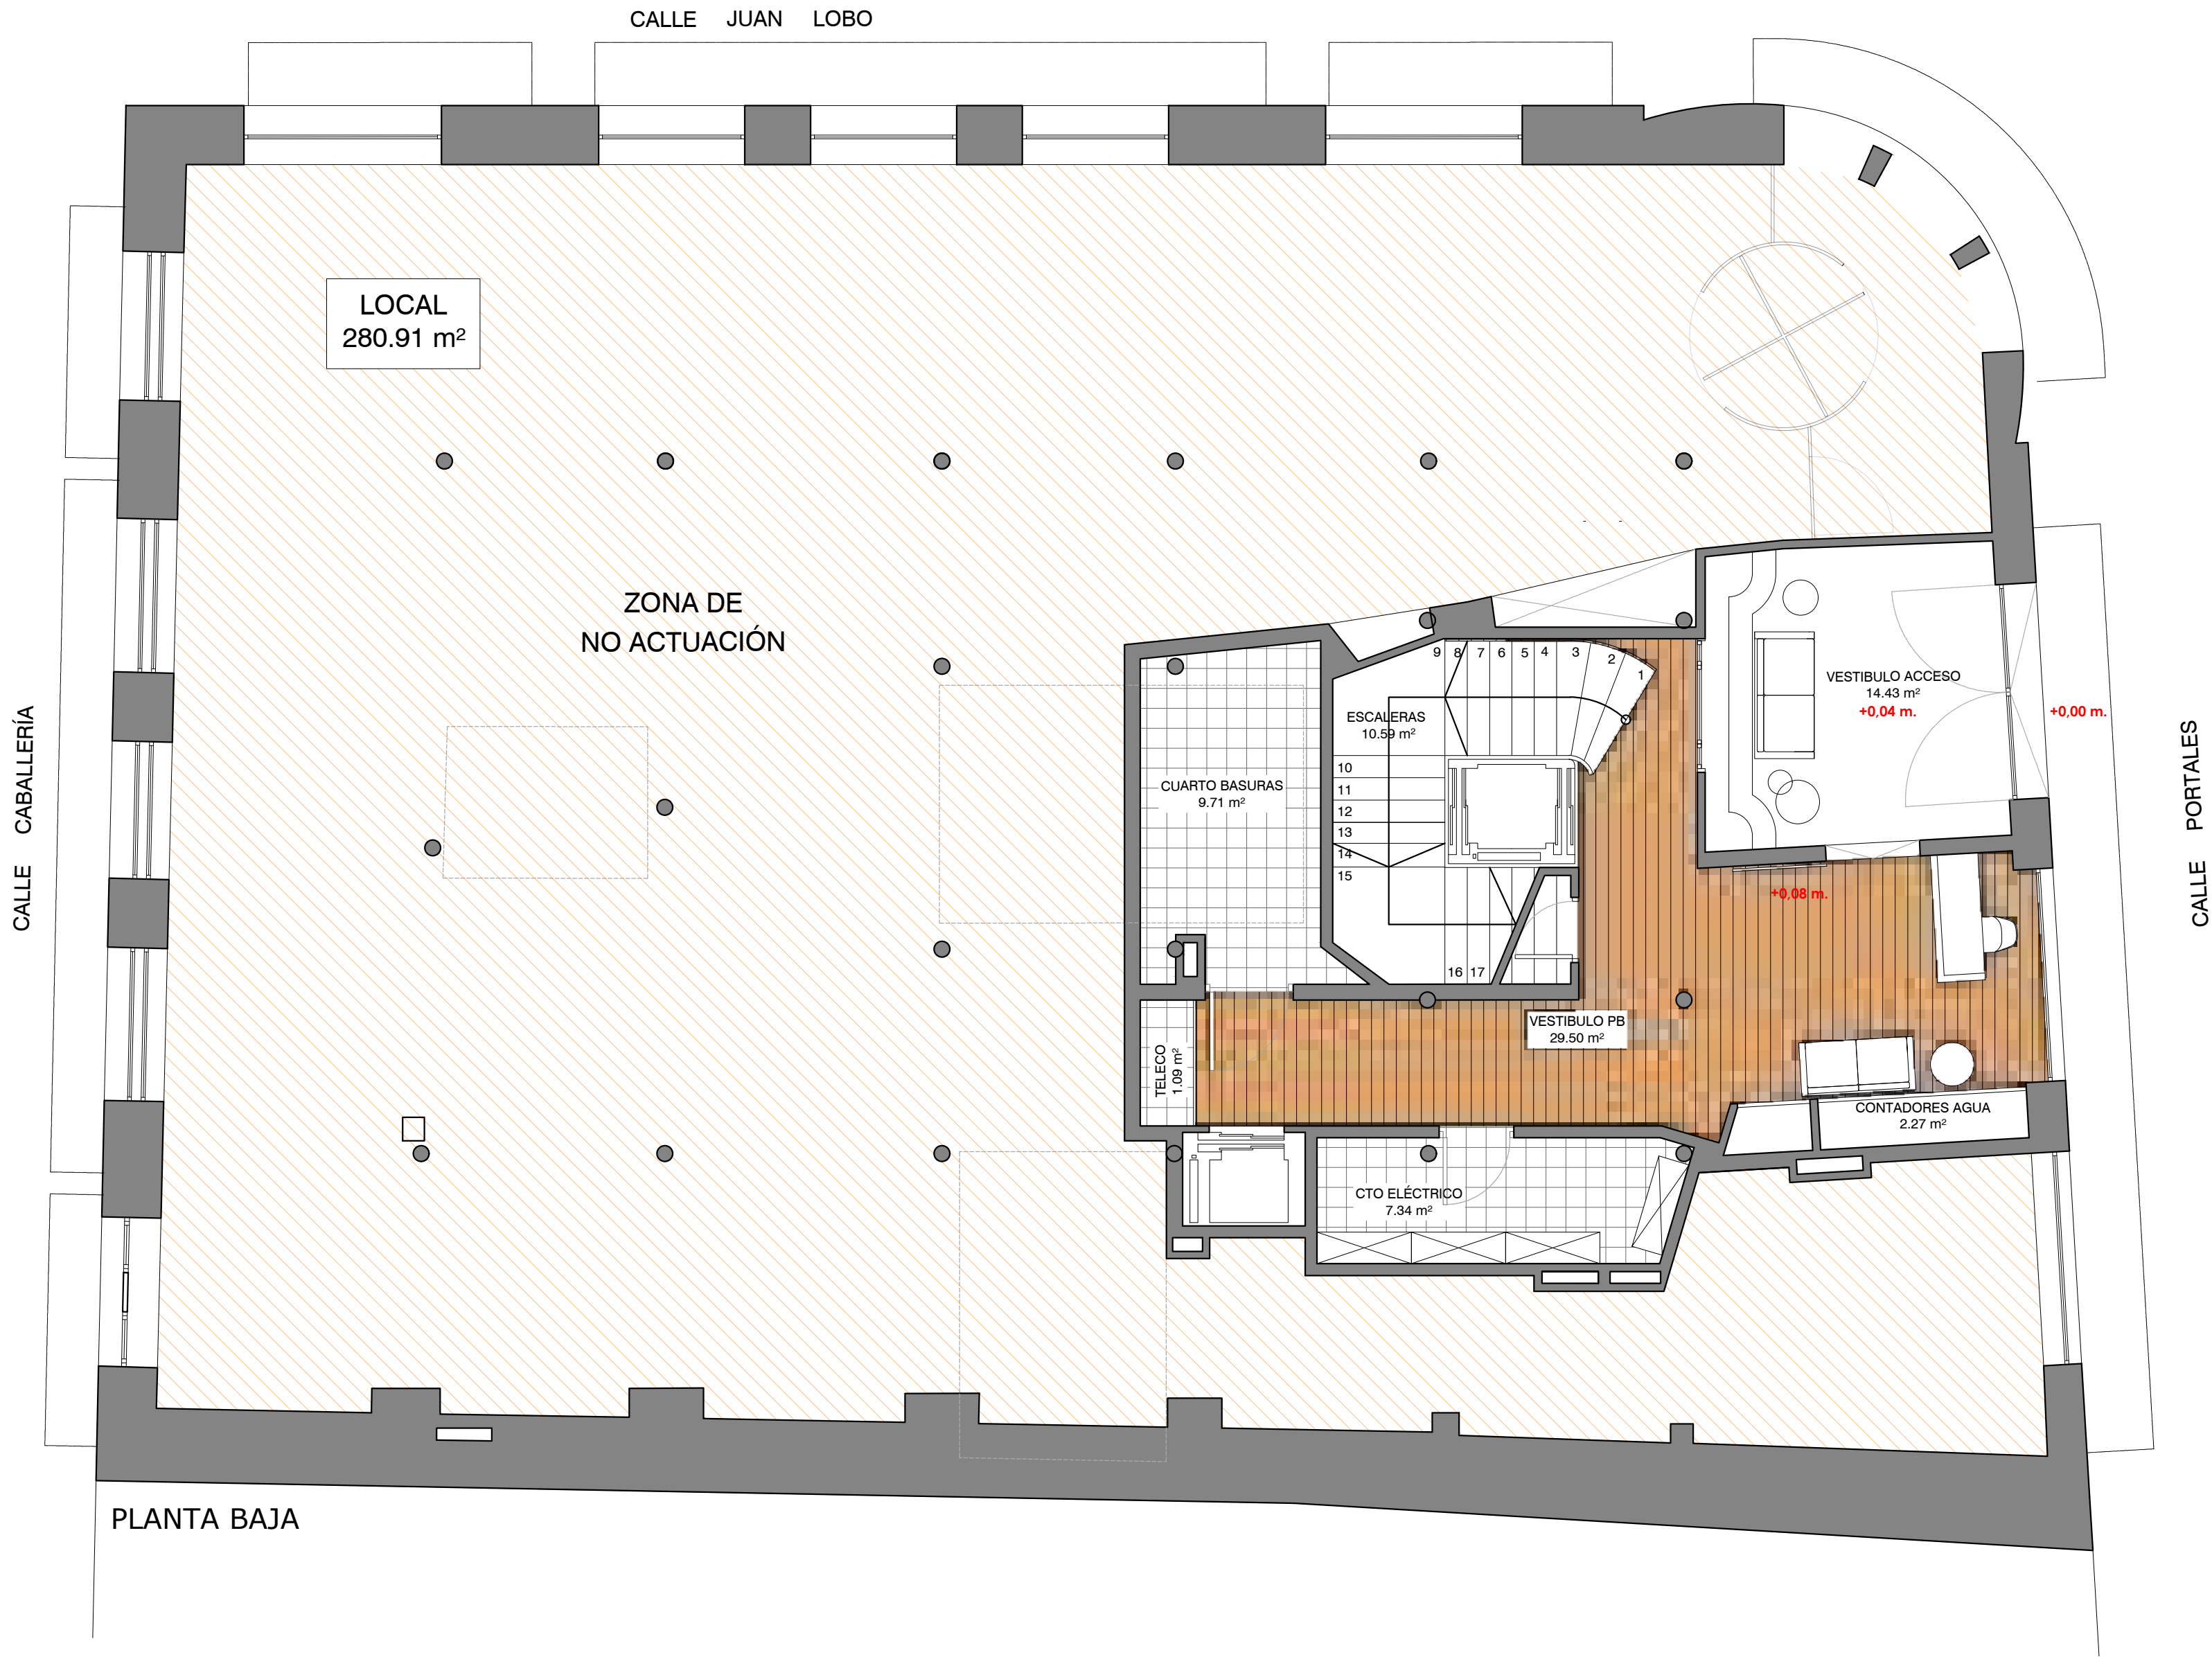 CALLE JUAN LOBO
LOCAL
280.91 m²
ZONA DE
NO ACTUACIÓN
CALLE CABALLERÍA
CALLE PORTALES
9 8 7 6 5 4 3 2 1
ESCALERAS
10.59 m²
10
11
12
13
14
15
16 17
VESTIBULO ACCESO
14.43 m²
+0,04 m.
+0,00 m.
CUARTO BASURAS
9.71 m²
+0,08 m.
VESTIBULO PB
29.50 m²
TELECO
1.09 m²
CONTADORES AGUA
2.27 m²
CTO ELÉCTRICO
7.34 m²
PLANTA BAJA